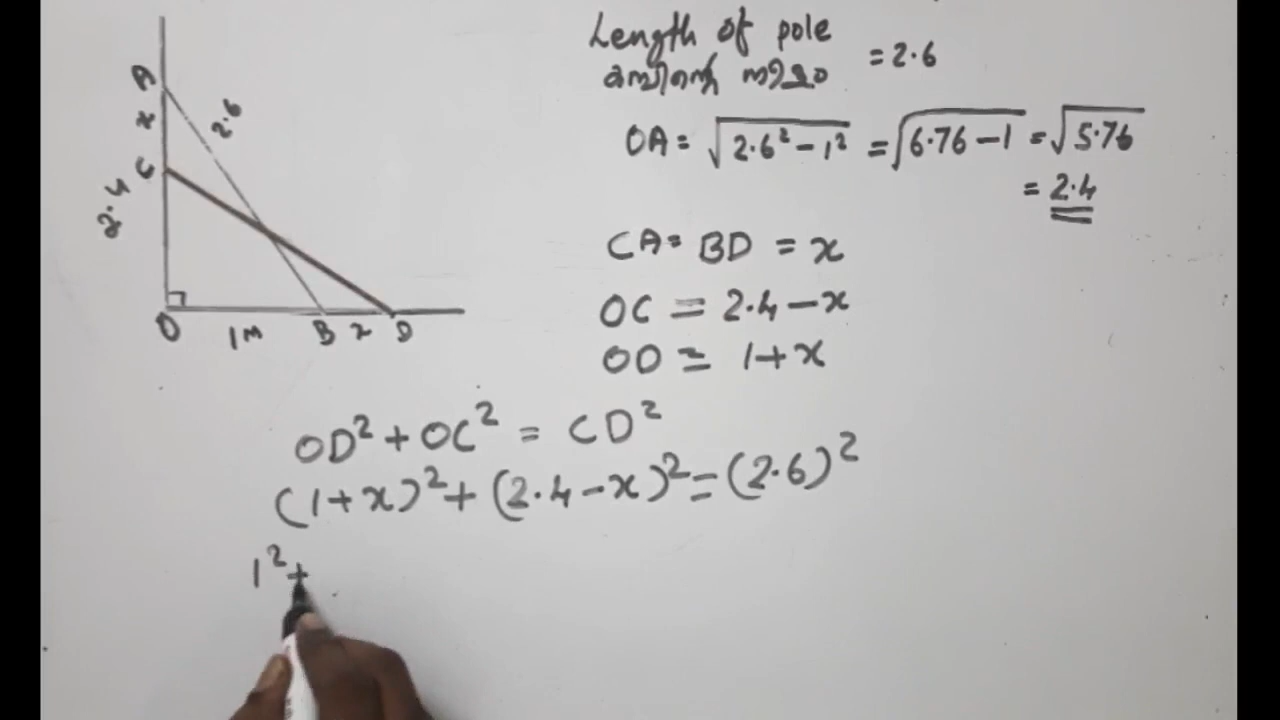 Length of pole
കമ്പിന്റെ നീളം = 2.6
OA = √2.6² - 1² = √6.76 - 1 = √5.76
= 2.4
CA = BD = x
OC = 2.4 - x
OD = 1 + x
A
x
2.6
C
2.4
O 1M B x D
OD² + OC² = CD²
(1+x)² + (2.4-x)² = (2.6)²
1² +